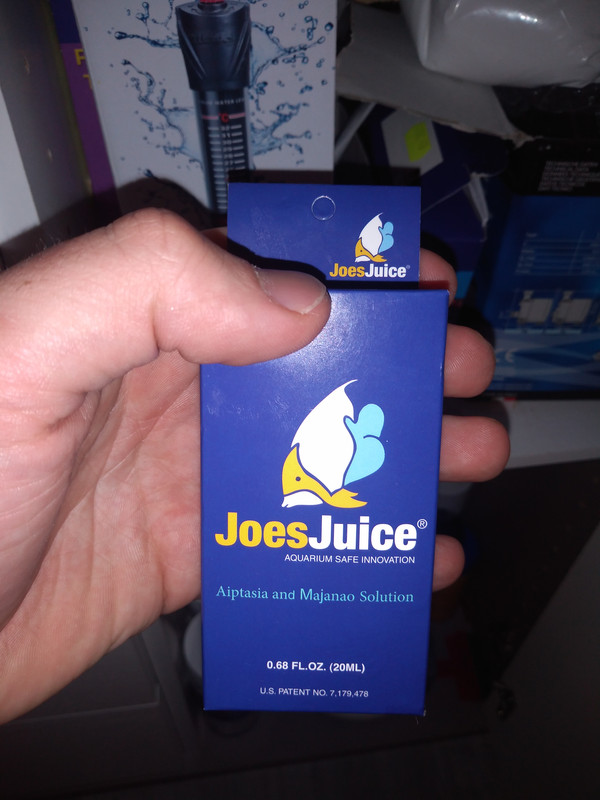 JoesJuice®
JoesJuice®
AQUARIUM SAFE INNOVATION
Aiptasia and Majanao Solution
0.68 FL.OZ. (20ML)
U.S. PATENT NO. 7,179,478